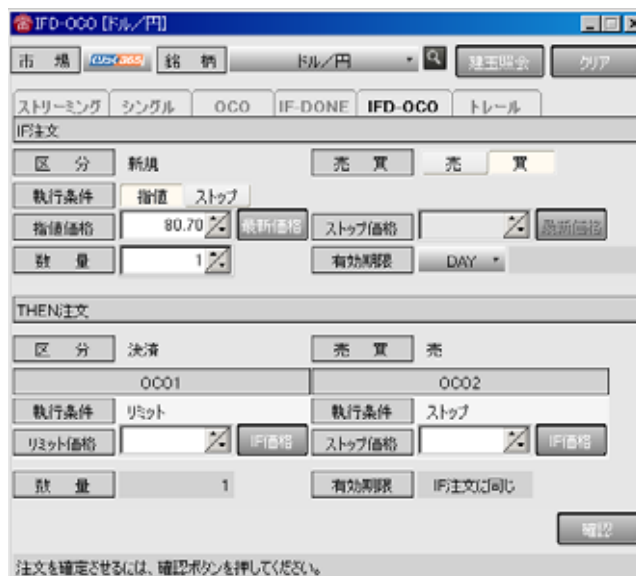 IFD-OCO [ドル/円]
市 場 くりっく365 銘 柄 ドル/円 建玉照会 クリア
ストリーミング シングル OCO IF-DONE IFD-OCO トレール
IF注文
区 分 新規 売 買 売 買
執行条件 指値 ストップ
指値価格 80.70 最新価格 ストップ価格 最新価格
数 量 1 有効期限 DAY
THEN注文
区 分 決済 売 買 売
OCO1 OCO2
執行条件 リミット 執行条件 ストップ
リミット価格 IF価格 ストップ価格 IF価格
数 量 1 有効期限 IF注文に同じ
確認
注文を確定させるには、確認ボタンを押してください。